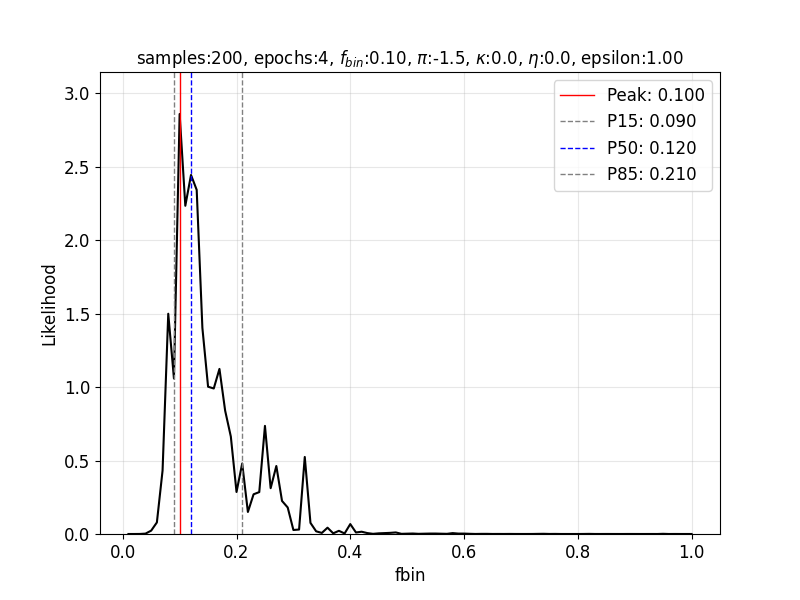 samples:200, epochs:4, f_bin:0.10, π:-1.5, κ:0.0, η:0.0, epsilon:1.00
Peak: 0.100
P15: 0.090
P50: 0.120
P85: 0.210
Likelihood
3.0
2.5
2.0
1.5
1.0
0.5
0.0
0.0 0.2 0.4 0.6 0.8 1.0
fbin